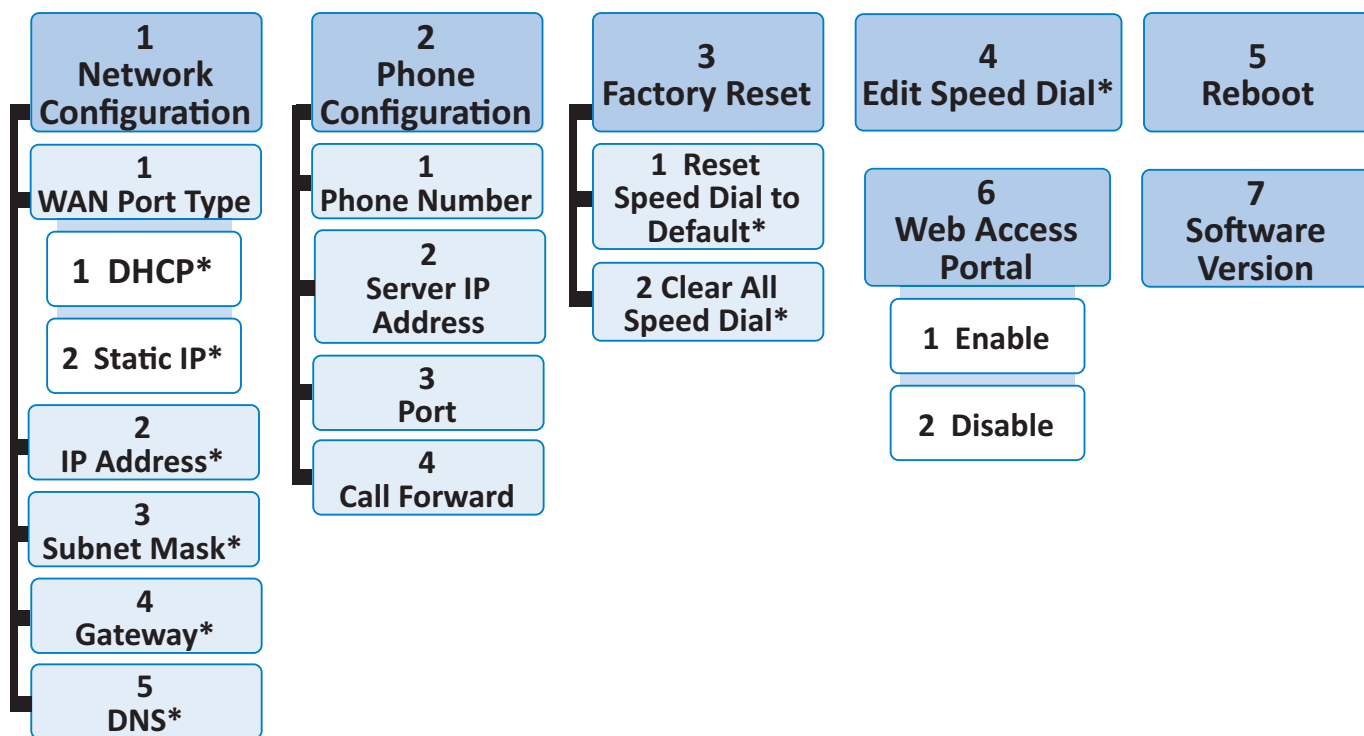 1
Network
Configuration
1
WAN Port Type
1 DHCP*
2 Static IP*
2
IP Address*
3
Subnet Mask*
4
Gateway*
5
DNS*
2
Phone
Configuration
1
Phone Number
2
Server IP
Address
3
Port
4
Call Forward
3
Factory Reset
1 Reset
Speed Dial to
Default*
2 Clear All
Speed Dial*
4
Edit Speed Dial*
5
Reboot
6
Web Access
Portal
1 Enable
2 Disable
7
Software
Version